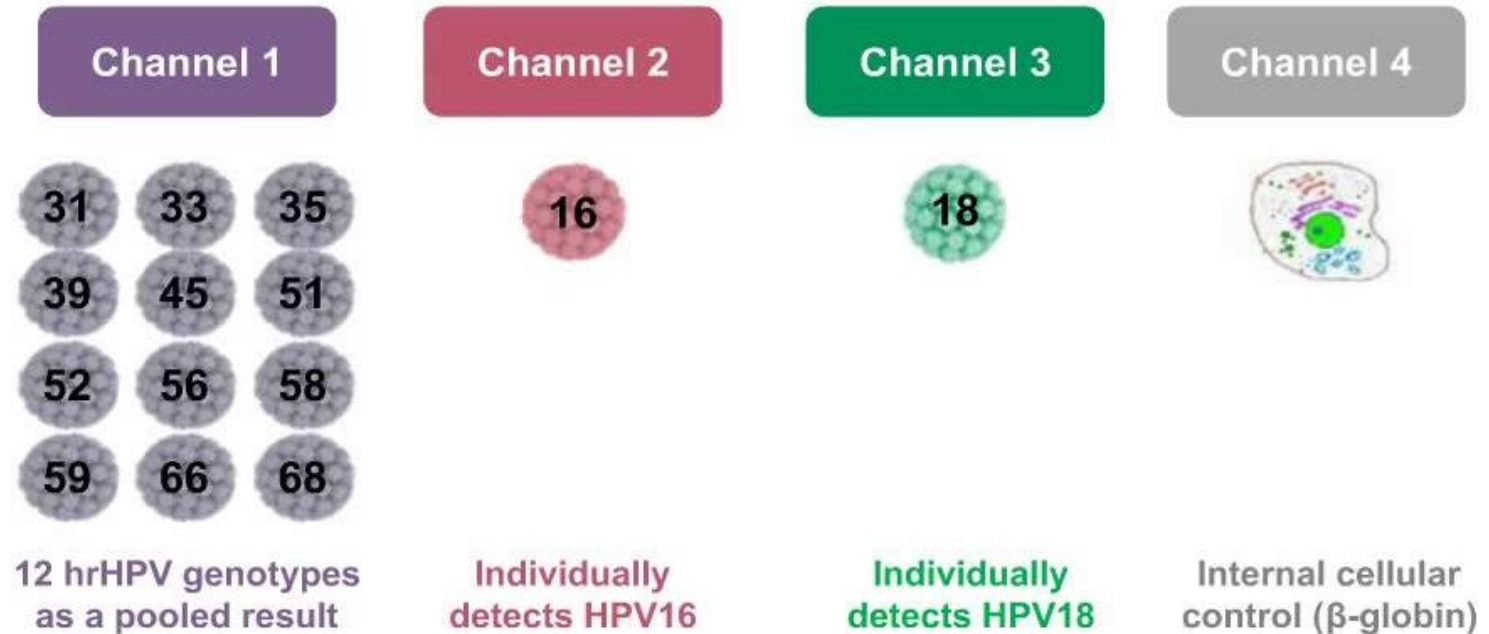 Channel 1
Channel 2
Channel 3
Channel 4
31 33 35
39 45 51
52 56 58
59 66 68
16
18
12 hrHPV genotypes
as a pooled result
Individually
detects HPV16
Individually
detects HPV18
Internal cellular
control (β-globin)